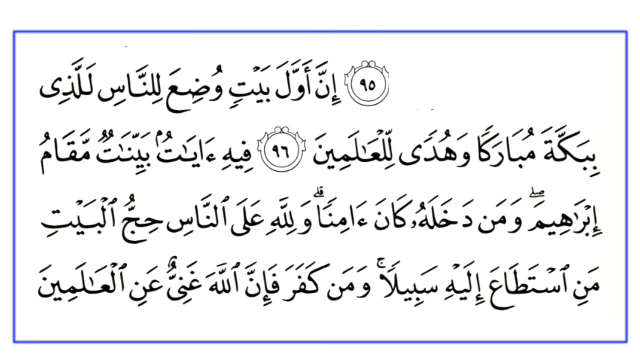 ٩٥ إِنَّ أَوَّلَ بَيْتٍ وُضِعَ لِلنَّاسِ لَلَّذِى
بِبَكَّةَ مُبَارَكًا وَهُدًى لِّلْعَـٰلَمِينَ ٩٦ فِيهِ ءَايَـٰتٌۢ بَيِّنَـٰتٌ مَّقَامُ
إِبْرَٰهِيمَۖ وَمَن دَخَلَهُۥ كَانَ ءَامِنًاۗ وَلِلَّهِ عَلَى ٱلنَّاسِ حِجُّ ٱلْبَيْتِ
مَنِ ٱسْتَطَاعَ إِلَيْهِ سَبِيلًاۚ وَمَن كَفَرَ فَإِنَّ ٱللَّهَ غَنِىٌّ عَنِ ٱلْعَـٰلَمِينَ